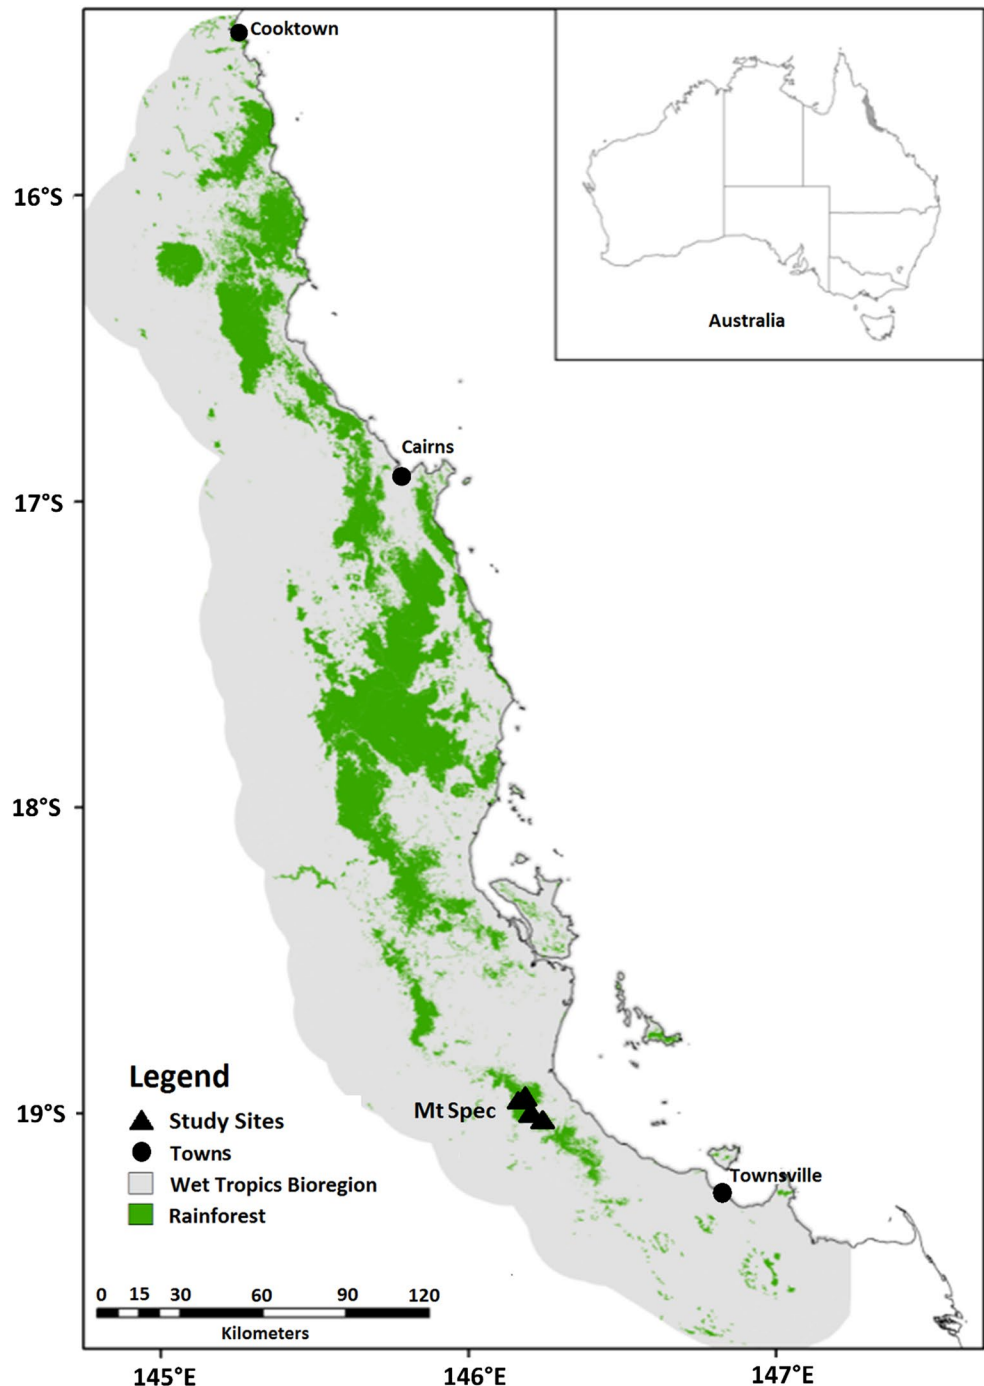 Cooktown
Australia
16°S
Cairns
17°S
18°S
19°S
Mt Spec
Townsville
Legend
Study Sites
Towns
Wet Tropics Bioregion
Rainforest
0 15 30 60 90 120
Kilometers
145°E 146°E 147°E